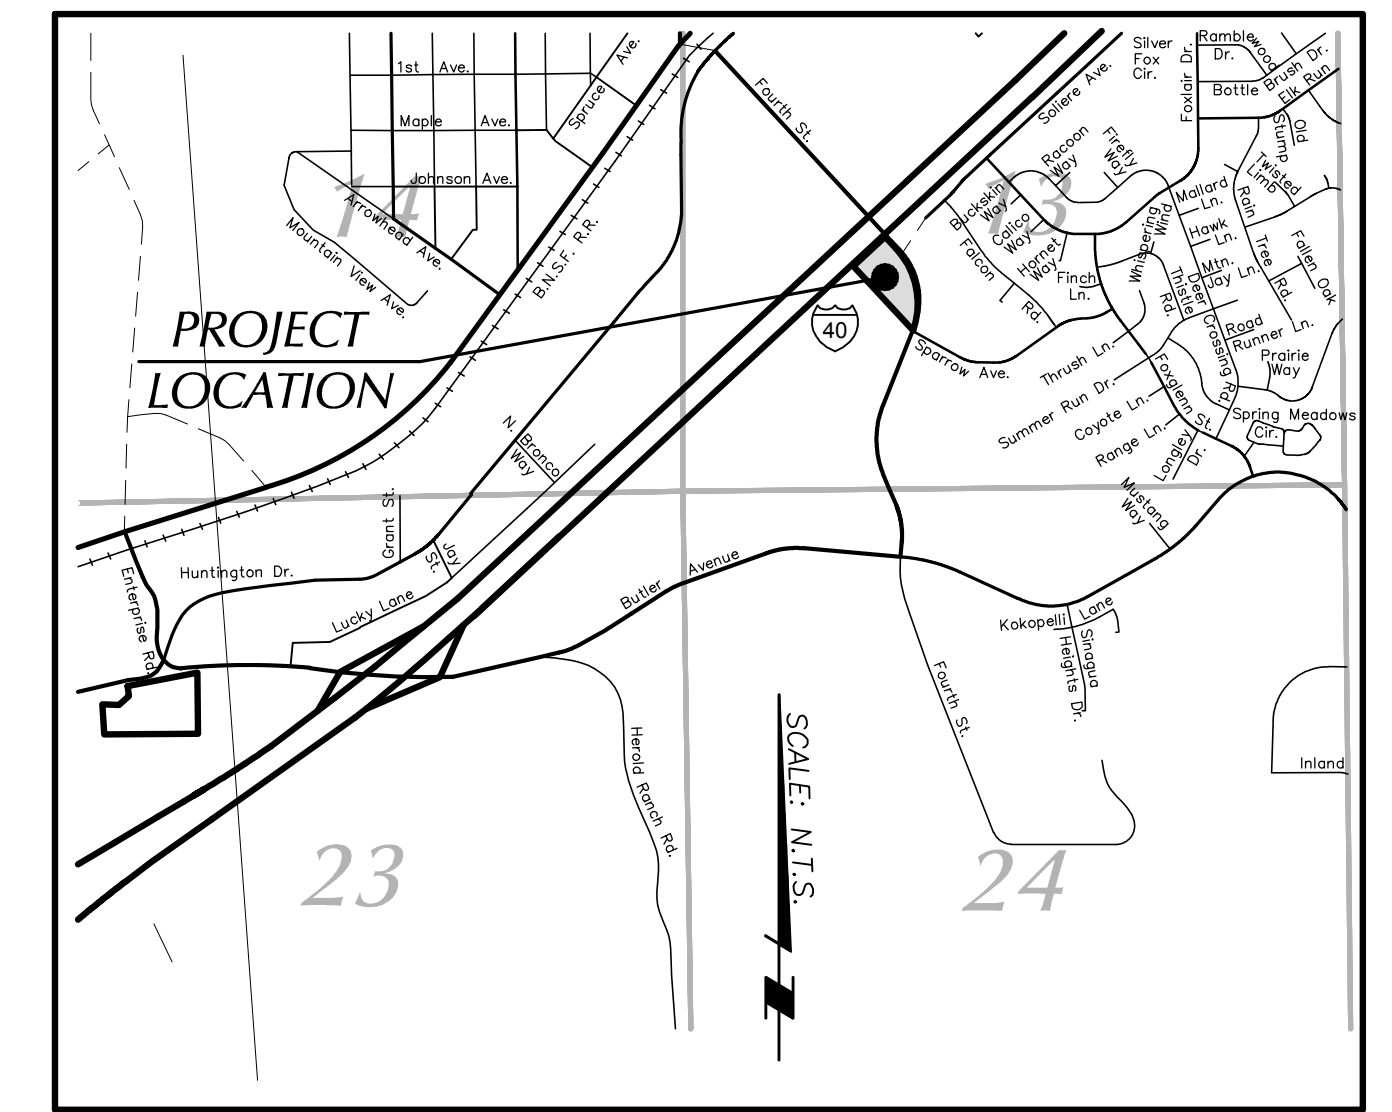 1st Ave.
Maple Ave.
Johnson Ave.
Arrowhead Ave.
Mountain View Ave.
Spruce Ave.
B.N.S.F. R.R.
Fourth St.
Soliere Ave.
Silver
Fox
Cir.
Foxlair Dr.
Ramblewood
Dr.
Bottle Brush Dr.
Elk Run
Old
Stump
Twisted
Limb
Racoon
Way
Firefly
Way
Buckskin
Way
Calico
Way
Hornet
Way
Falcon Rd.
Finch
Ln.
Whispering
Wind
Mallard
Ln.
Hawk
Ln.
Mtn.
Jay Ln.
Rain Tree Rd.
Fallen Oak
Thistle
Rd.
Deer Crossing Rd.
Road
Runner Ln.
Prairie
Way
14
13
PROJECT
LOCATION
40
Sparrow Ave.
Thrush Ln.
Summer Run Dr.
Coyote Ln.
Range Ln.
Foxglenn St.
Longley
Dr.
Spring Meadows
Cir.
Mustang
Way
N. Bronco
Way
Grant St.
Jay
St.
Huntington Dr.
Lucky Lane
Enterprise Rd.
Butler Avenue
Kokopelli Lane
Sinagua
Heights Dr.
Fourth St.
Herold Ranch Rd.
Inland
SCALE: N.T.S.
23
24